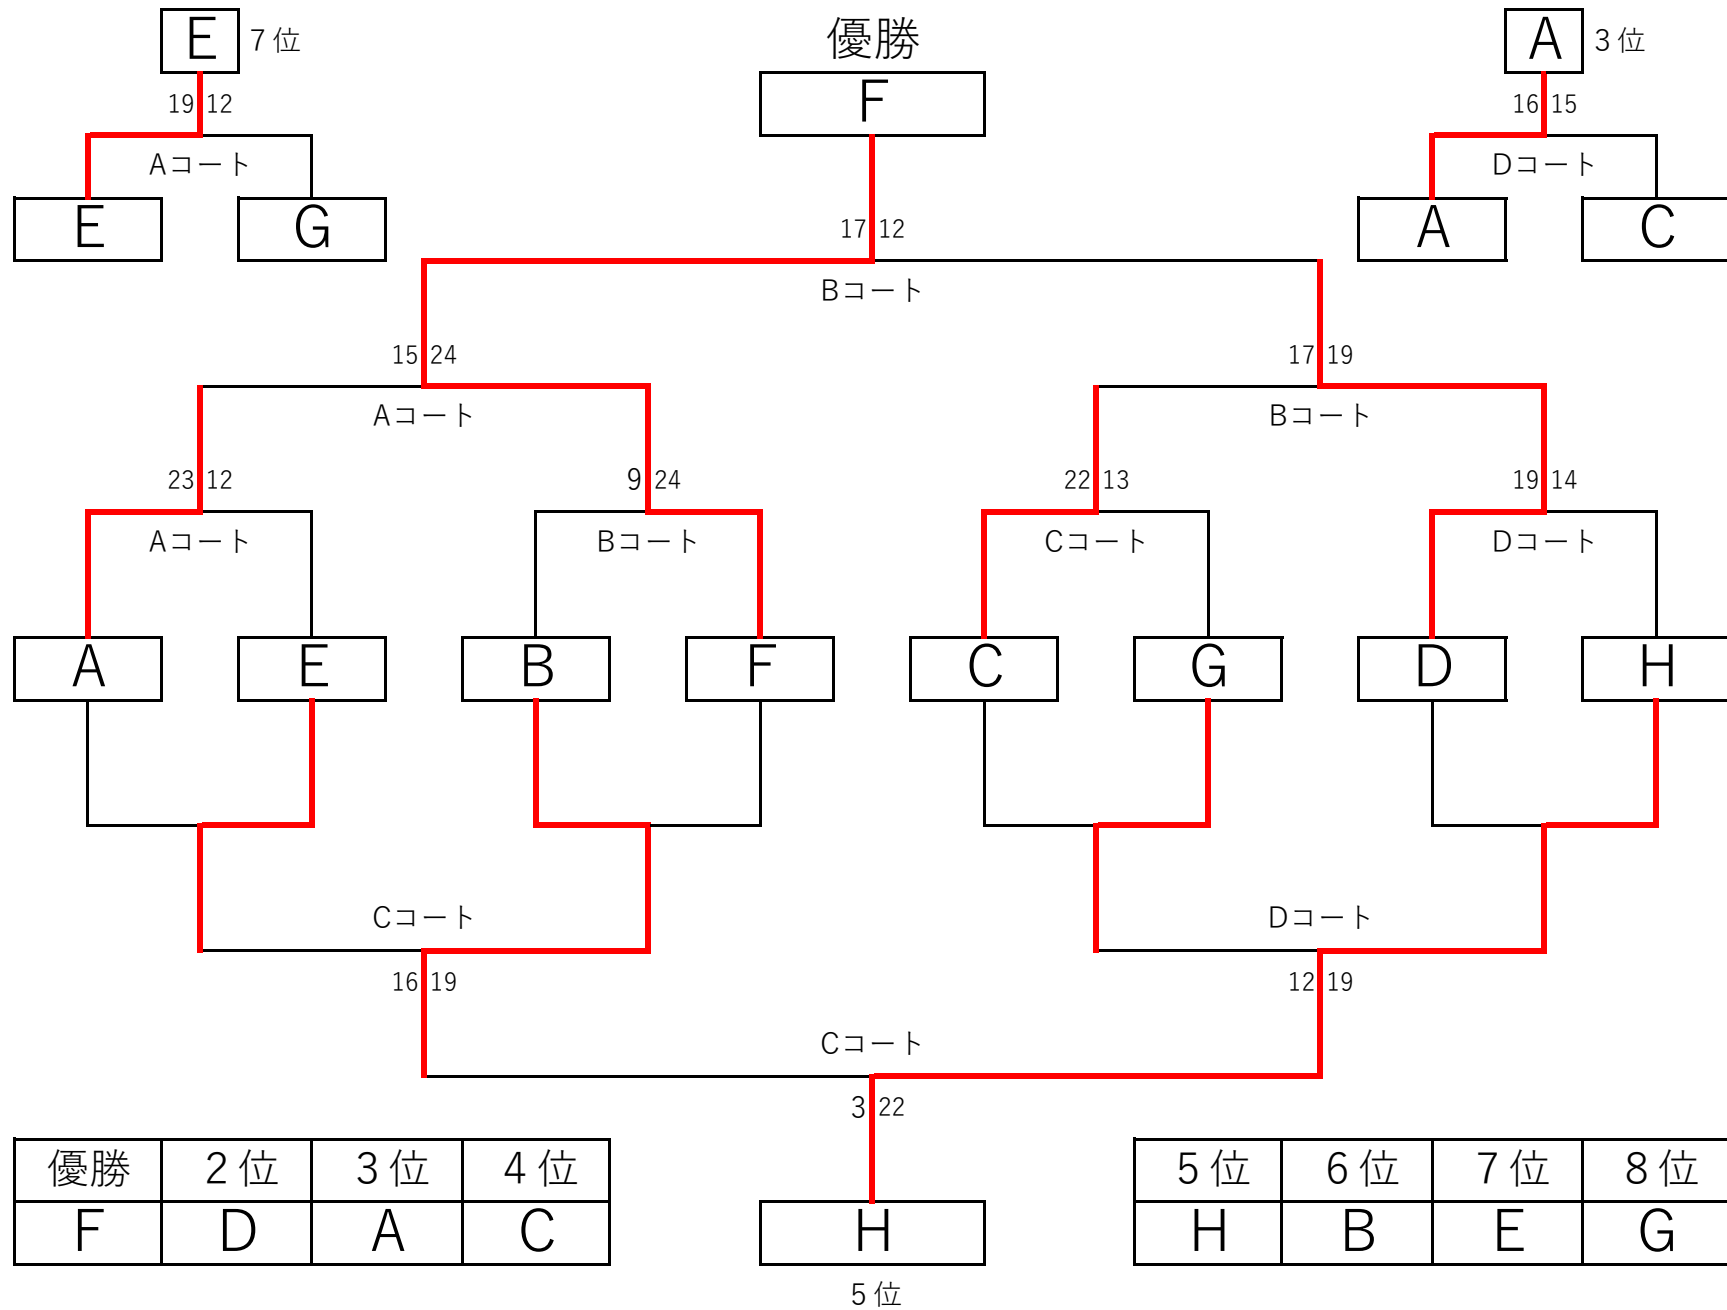 E 7位 優勝 A 3位
19 12 F 16 15
Aコート Dコート
E G A C
17 12
Bコート
15 24 17 19
Aコート Bコート
23 12 9 24 22 13 19 14
Aコート Bコート Cコート Dコート
A E B F C G D H
Cコート Dコート
16 19 12 19
Cコート
3 22
優勝 2位 3位 4位 5位 6位 7位 8位
F D A C H H B E G
5位